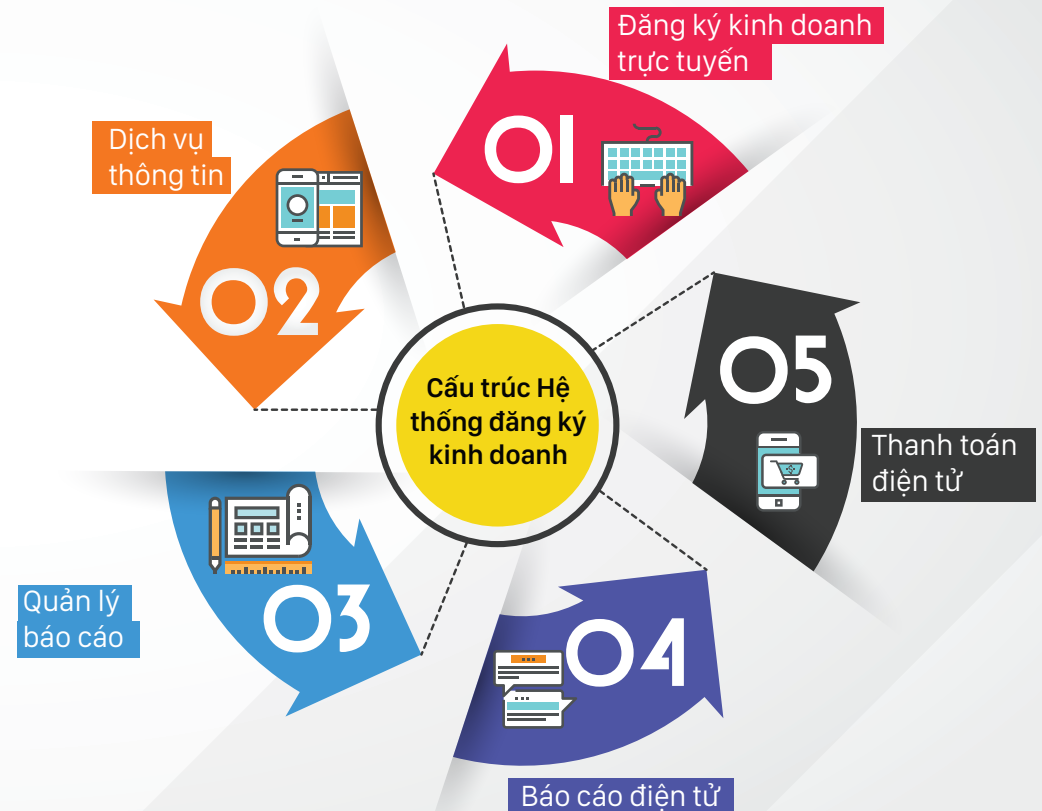 Đăng ký kinh doanh
trực tuyến
01
Dịch vụ
thông tin
02
Cấu trúc Hệ
thống đăng ký
kinh doanh
05
Thanh toán
điện tử
Quản lý
báo cáo
03
04
Báo cáo điện tử